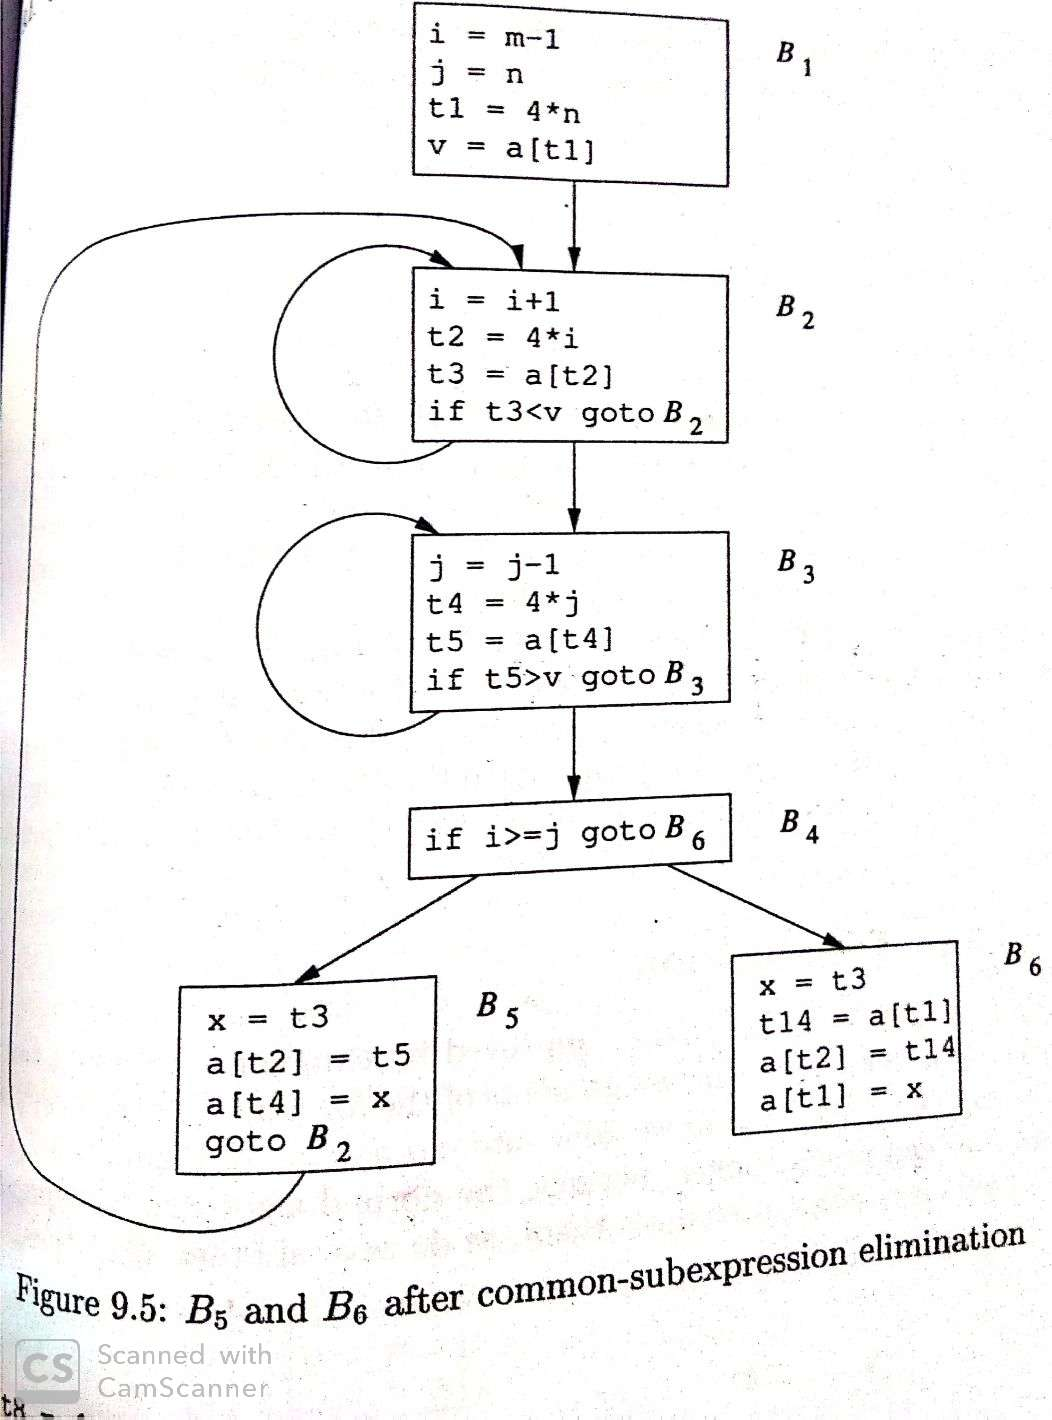 i = m-1
j = n
t1 = 4*n
v = a[t1]
B1
i = i+1
t2 = 4*i
t3 = a[t2]
if t3<v goto B2
B2
j = j-1
t4 = 4*j
t5 = a[t4]
if t5>v goto B3
B3
if i>=j goto B6
B4
x = t3
a[t2] = t5
a[t4] = x
goto B2
B5
x = t3
t14 = a[t1]
a[t2] = t14
a[t1] = x
B6
Figure 9.5: B5 and B6 after common-subexpression elimination
CS Scanned with
CamScanner